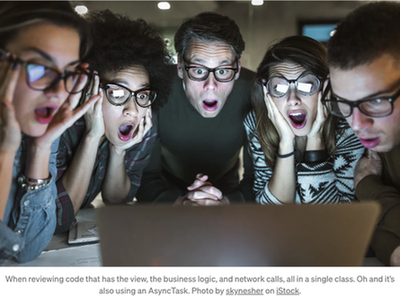 When reviewing code that has the view, the business logic, and network calls, all in a single class. Oh and it's
also using an AsyncTask. Photo by skynesher on iStock.